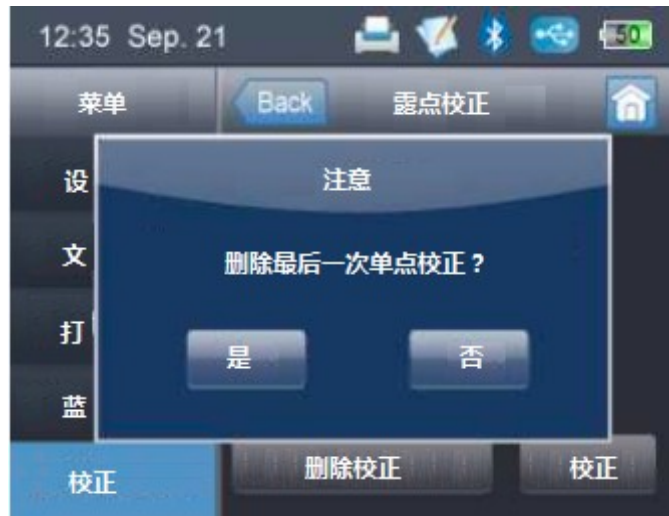 12:35 Sep. 21
50
菜单
Back
露点校正
设
注意
文
删除最后一次单点校正？
打
是
否
蓝
校正
删除校正
校正